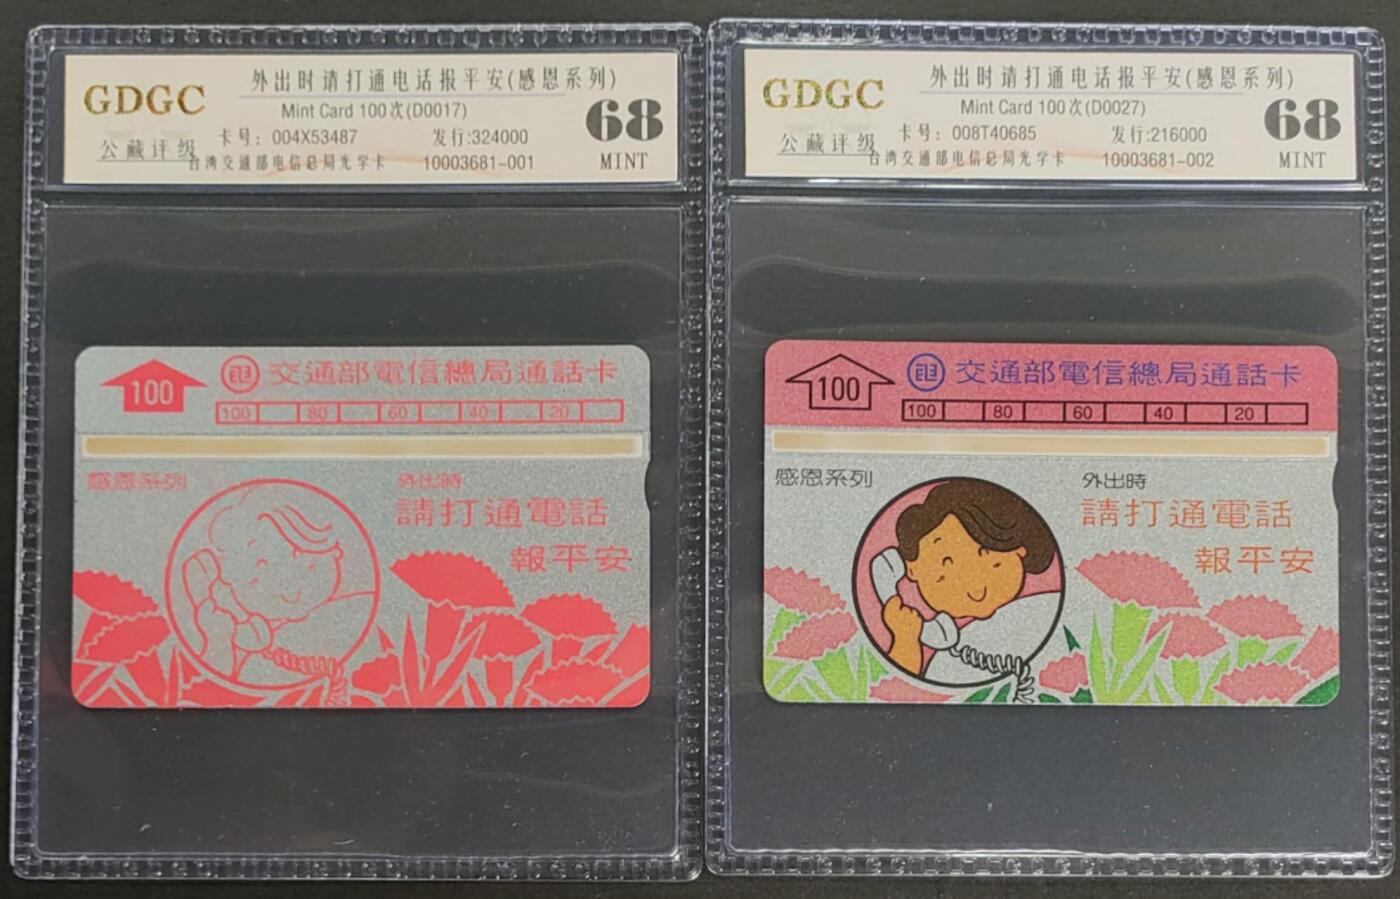 GDGC
公藏评级
外出时请打通电话报平安(感恩系列)
Mint Card 100次(D0017)
卡号：004X53487 发行:324000
台湾交通部电信总局光学卡 10003681-001
68
MINT
100
交通部電信總局通話卡
100 80 60 40 20
感恩系列
外出時
請打通電話
報平安
GDGC
公藏评级
外出时请打通电话报平安(感恩系列)
Mint Card 100次(D0027)
卡号：008T40685 发行:216000
台湾交通部电信总局光学卡 10003681-002
68
MINT
100
交通部電信總局通話卡
100 80 60 40 20
感恩系列
外出時
請打通電話
報平安